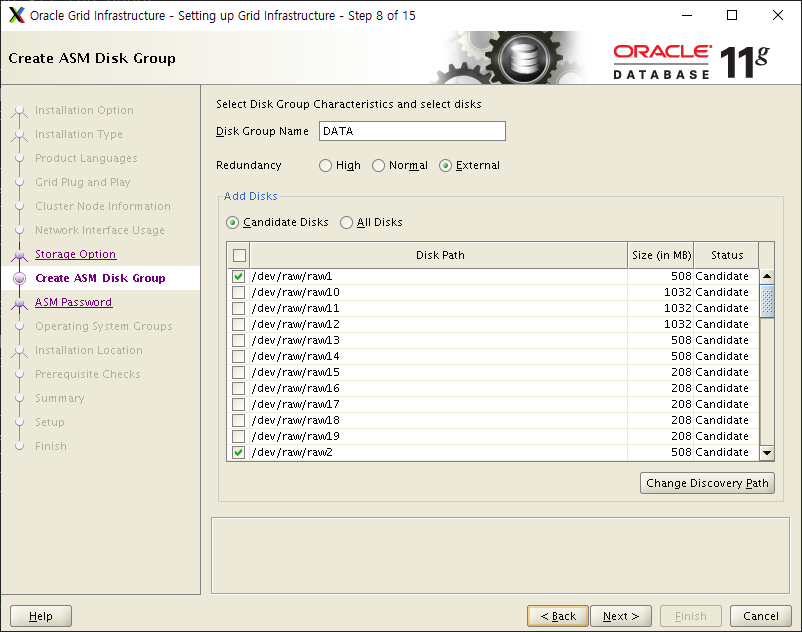 Oracle Grid Infrastructure - Setting up Grid Infrastructure - Step 8 of 15
Create ASM Disk Group
ORACLE
DATABASE
11g
Installation Option
Installation Type
Product Languages
Grid Plug and Play
Cluster Node Information
Network Interface Usage
Storage Option
Create ASM Disk Group
ASM Password
Operating System Groups
Installation Location
Prerequisite Checks
Summary
Setup
Finish
Select Disk Group Characteristics and select disks
Disk Group Name DATA
Redundancy High Normal External
Add Disks
Candidate Disks All Disks
Disk Path Size (in MB) Status
/dev/raw/raw1 508 Candidate
/dev/raw/raw10 1032 Candidate
/dev/raw/raw11 1032 Candidate
/dev/raw/raw12 1032 Candidate
/dev/raw/raw13 508 Candidate
/dev/raw/raw14 508 Candidate
/dev/raw/raw15 208 Candidate
/dev/raw/raw16 208 Candidate
/dev/raw/raw17 208 Candidate
/dev/raw/raw18 208 Candidate
/dev/raw/raw19 208 Candidate
/dev/raw/raw2 508 Candidate
Change Discovery Path
Help < Back Next > Finish Cancel